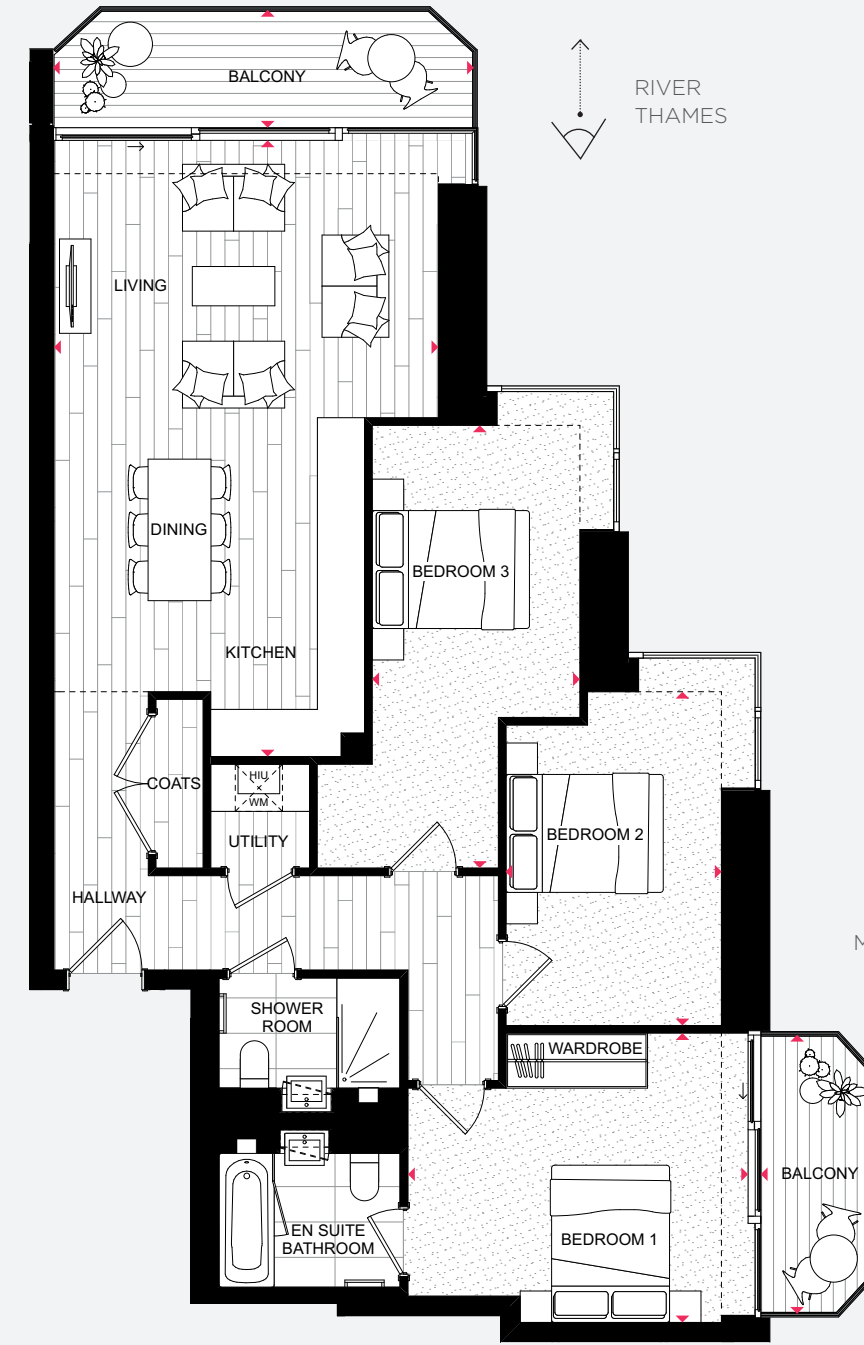 BALCONY
RIVER
THAMES
LIVING
DINING
BEDROOM 3
KITCHEN
HIU
WM
COATS
UTILITY
BEDROOM 2
HALLWAY
M
SHOWER
ROOM
WARDROBE
BALCONY
EN SUITE
BATHROOM
BEDROOM 1